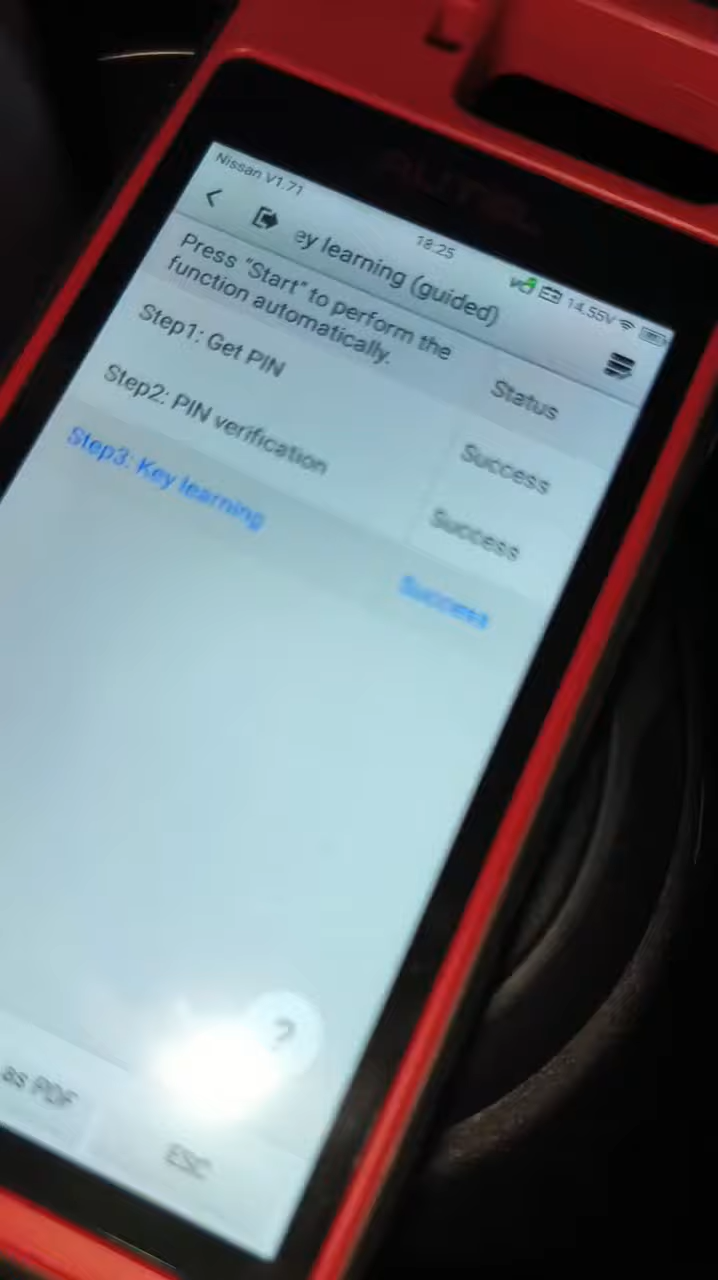 AUTEL
Nissan V1.71
18:25
14.55V
ey learning (guided)
Press "Start" to perform the
function automatically.
Status
Step1: Get PIN
Success
Step2: PIN verification
Success
Step3: Key learning
Success
?
as PDF
ESC